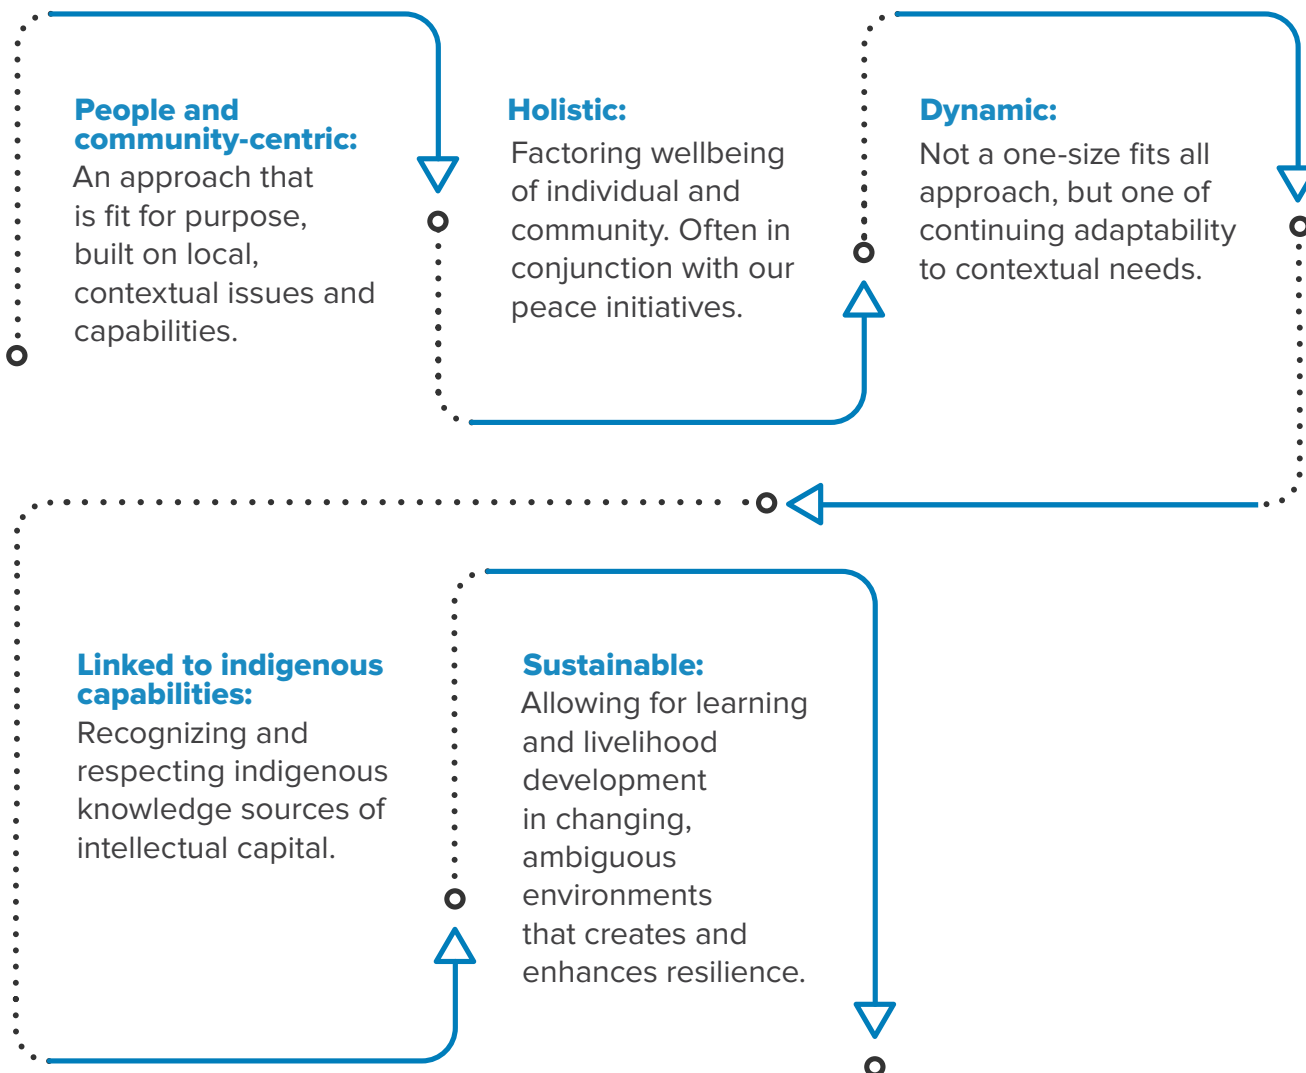 People and
community-centric:
An approach that
is fit for purpose,
built on local,
contextual issues and
capabilities.
Holistic:
Factoring wellbeing
of individual and
community. Often in
conjunction with our
peace initiatives.
Dynamic:
Not a one-size fits all
approach, but one of
continuing adaptability
to contextual needs.
Linked to indigenous
capabilities:
Recognizing and
respecting indigenous
knowledge sources of
intellectual capital.
Sustainable:
Allowing for learning
and livelihood
development
in changing,
ambiguous
environments
that creates and
enhances resilience.